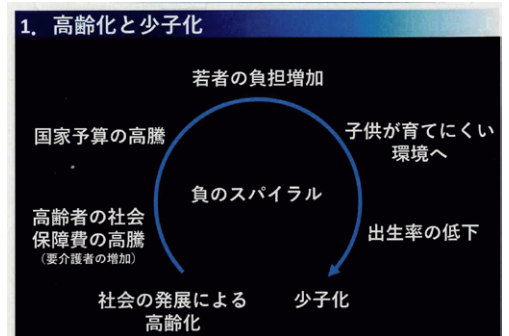 1. 高齢化と少子化
若者の負担増加
国家予算の高騰
子供が育てにくい
環境へ
負のスパイラル
高齢者の社会
保障費の高騰
(要介護者の増加)
出生率の低下
社会の発展による
高齢化
少子化